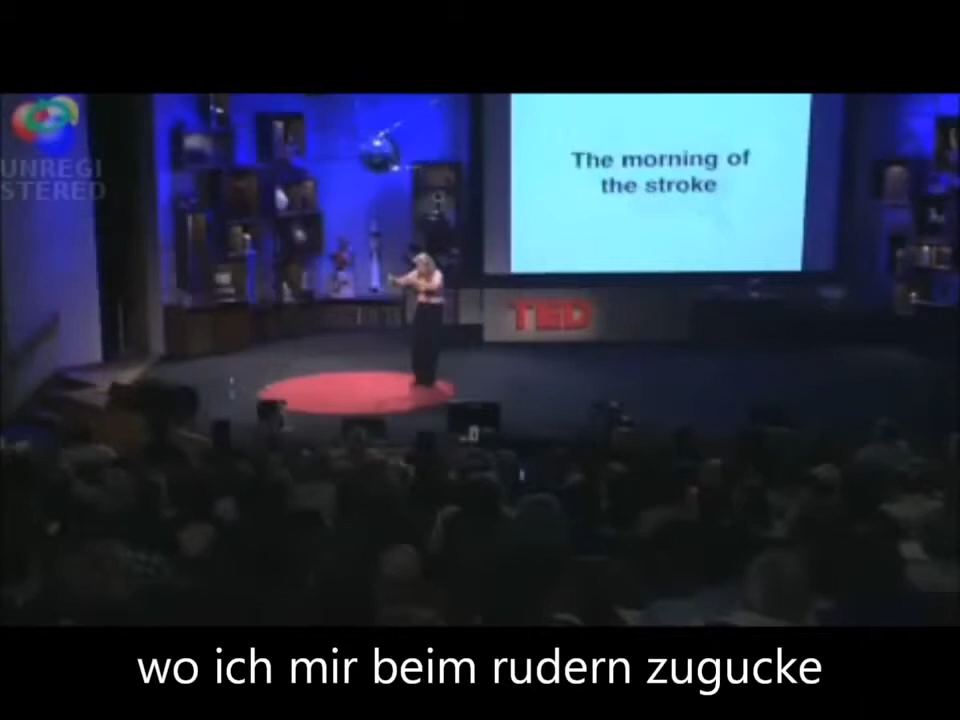 UNREGI
STERED
The morning of
the stroke
TED
wo ich mir beim rudern zugucke